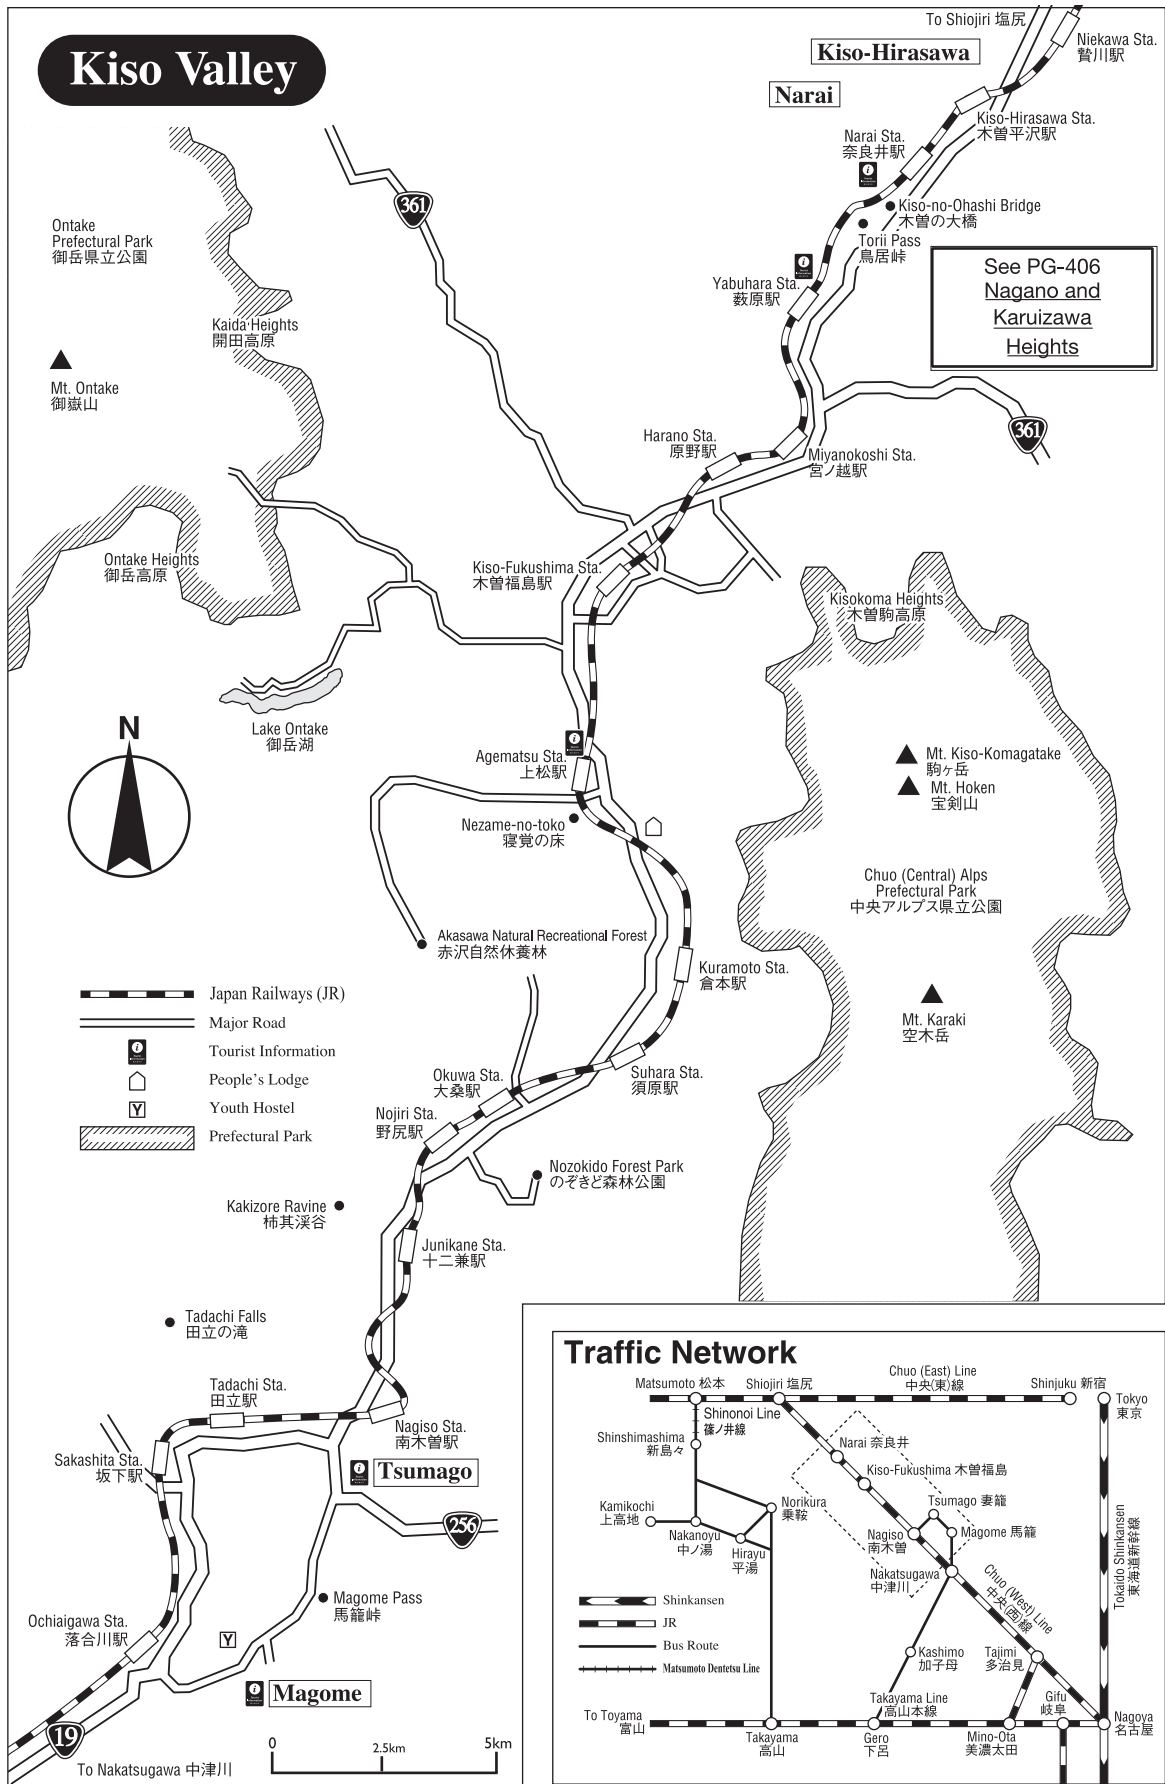 Kiso Valley
To Shiojiri 塩尻
Kiso-Hirasawa
Niekawa Sta.
贄川駅
Narai
Kiso-Hirasawa Sta.
木曽平沢駅
Narai Sta.
奈良井駅
361
Kiso-no-Ohashi Bridge
木曽の大橋
Ontake
Prefectural Park
御岳県立公園
Torii Pass
鳥居峠
See PG-406
Nagano and
Karuizawa
Heights
Yabuhara Sta.
薮原駅
Kaida Heights
開田高原
Mt. Ontake
御嶽山
361
Harano Sta.
原野駅
Miyanokoshi Sta.
宮ノ越駅
Ontake Heights
御岳高原
Kiso-Fukushima Sta.
木曽福島駅
Kisokoma Heights
木曽駒高原
N
Lake Ontake
御岳湖
Agematsu Sta.
上松駅
Mt. Kiso-Komagatake
駒ヶ岳
Mt. Hoken
宝剣山
Nezame-no-toko
寝覚の床
Chuo (Central) Alps
Prefectural Park
中央アルプス県立公園
Akasawa Natural Recreational Forest
赤沢自然休養林
Kuramoto Sta.
倉本駅
Mt. Karaki
空木岳
Japan Railways (JR)
Major Road
Tourist Information
People's Lodge
Y
Youth Hostel
Prefectural Park
Suhara Sta.
須原駅
Okuwa Sta.
大桑駅
Nojiri Sta.
野尻駅
Nozokido Forest Park
のぞきど森林公園
Kakizore Ravine
柿其渓谷
Junikane Sta.
十二兼駅
Tadachi Falls
田立の滝
Tadachi Sta.
田立駅
Nagiso Sta.
南木曽駅
Sakashita Sta.
坂下駅
Tsumago
256
Magome Pass
馬籠峠
Ochiaigawa Sta.
落合川駅
Y
Magome
19
To Nakatsugawa 中津川
0
2.5km
5km
Traffic Network
Matsumoto 松本
Shiojiri 塩尻
Chuo (East) Line
中央(東)線
Shinjuku 新宿
Tokyo
東京
Shinonoi Line
篠ノ井線
Shinshimashima
新島々
Narai 奈良井
Kiso-Fukushima 木曽福島
Kamikochi
上高地
Norikura
乗鞍
Tsumago 妻籠
Nakanoyu
中ノ湯
Hirayu
平湯
Nagiso
南木曽
Magome 馬籠
Nakatsugawa
中津川
Chuo (West) Line
中央(西)線
Tokaido Shinkansen
東海道新幹線
Shinkansen
JR
Bus Route
Matsumoto Dentetsu Line
Kashimo
加子母
Tajimi
多治見
To Toyama
富山
Takayama Line
高山本線
Gifu
岐阜
Takayama
高山
Gero
下呂
Mino-Ota
美濃太田
Nagoya
名古屋